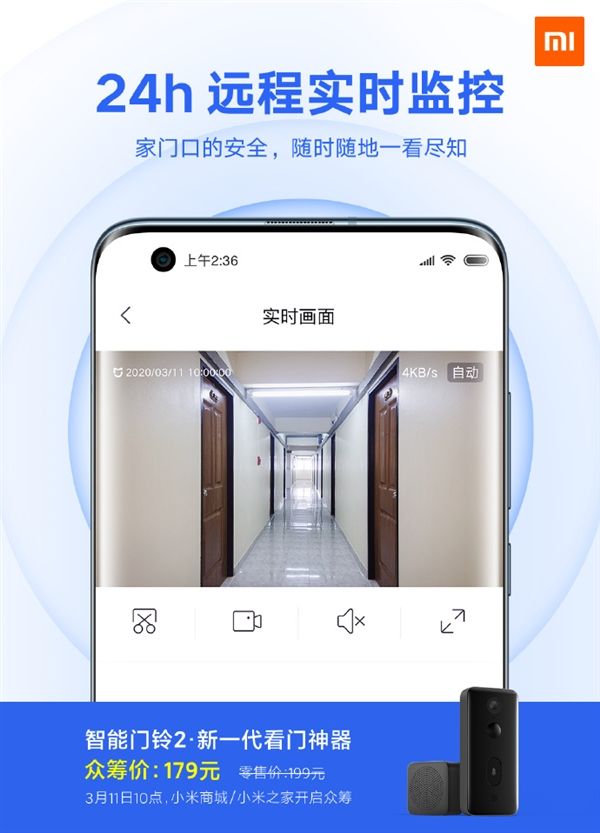 mi
24h 远程实时监控
家门口的安全，随时随地一看尽知
上午2:36
实时画面
2020/03/11 10:00:00
4KB/s 自动
智能门铃2·新一代看门神器
众筹价：179元 零售价：199元
3月11日10点，小米商城/小米之家开启众筹